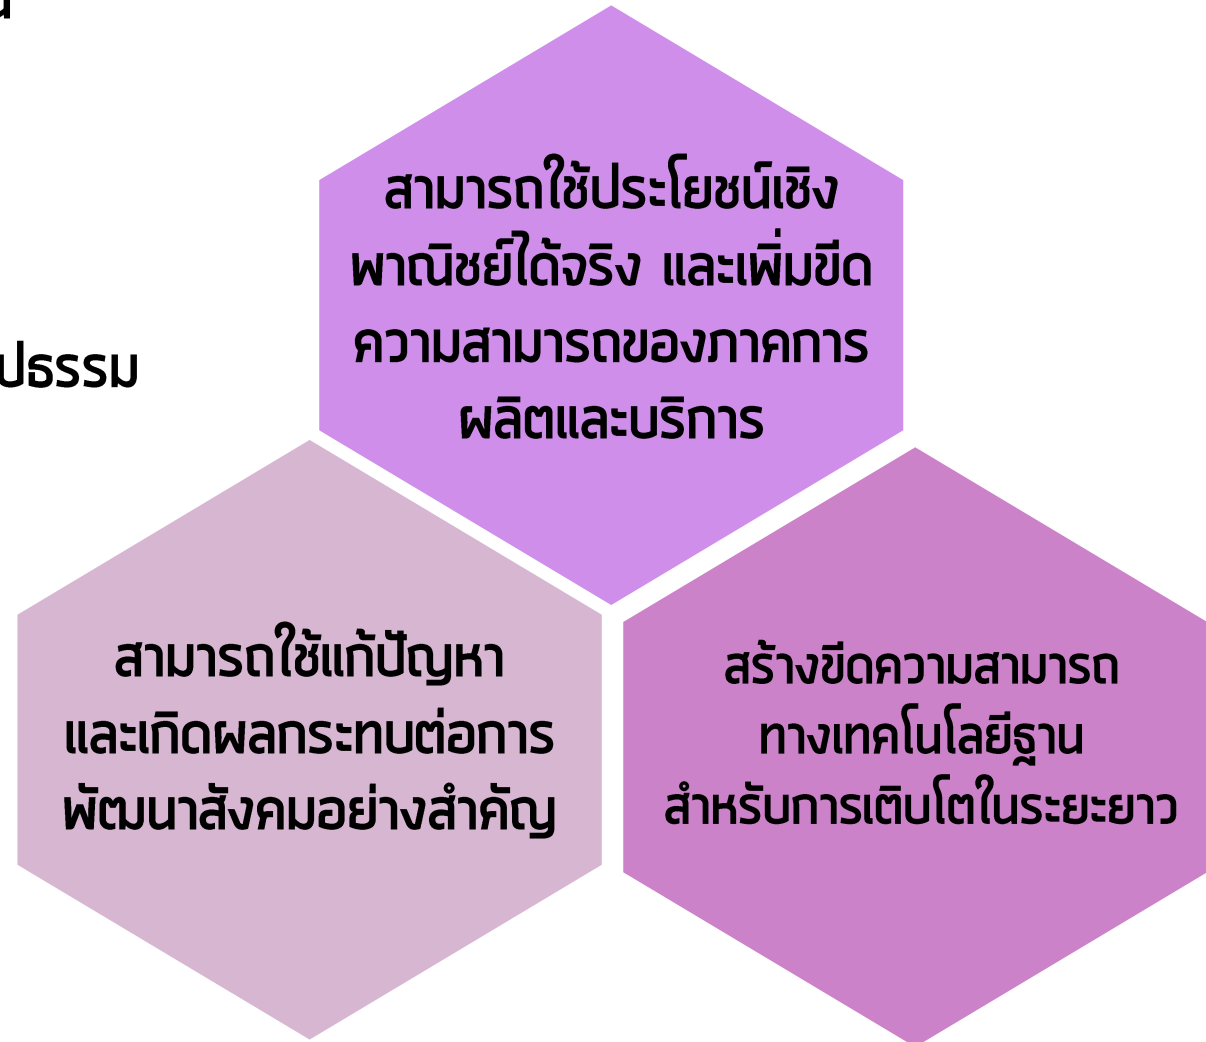 สามารถใช้ประโยชน์เชิง
พาณิชย์ได้จริง และเพิ่มขีด
ความสามารถของภาคการ
ผลิตและบริการ
ปธรรม
สามารถใช้แก้ปัญหา
และเกิดผลกระทบต่อการ
พัฒนาสังคมอย่างสำคัญ
สร้างขีดความสามารถ
ทางเทคโนโลยีฐาน
สำหรับการเติบโตในระยะยาว